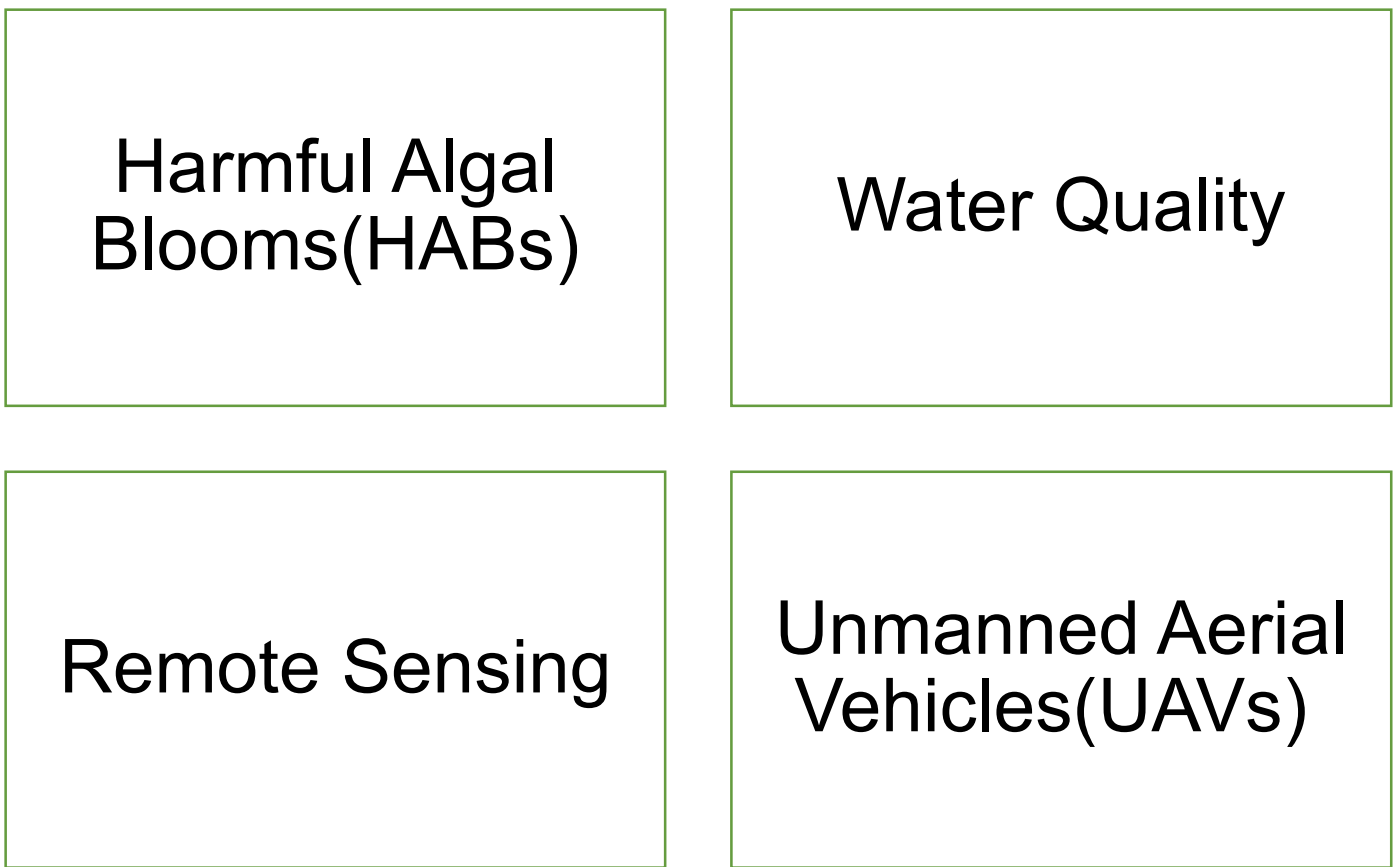 Harmful Algal
Blooms(HABs)
Water Quality
Remote Sensing
Unmanned Aerial
Vehicles(UAVs)